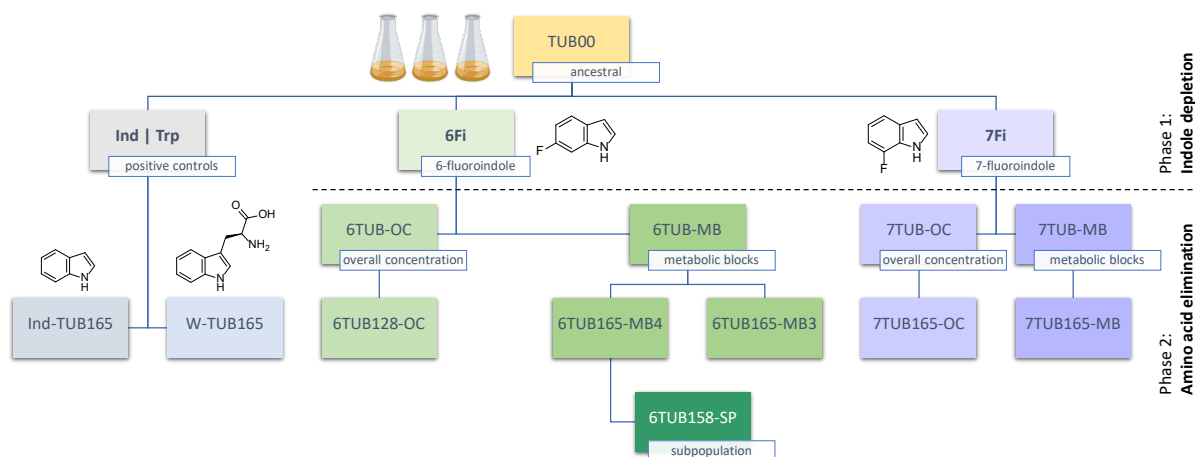 TUB00
ancestral
Ind | Trp
positive controls
6Fi
6-fluoroindole
F
N
H
7Fi
7-fluoroindole
F
N
H
Phase 1:
Indole depletion
N
H
O
OH
NH2
N
H
6TUB-OC
overall concentration
6TUB-MB
metabolic blocks
7TUB-OC
overall concentration
7TUB-MB
metabolic blocks
Ind-TUB165
W-TUB165
6TUB128-OC
6TUB165-MB4
6TUB165-MB3
7TUB165-OC
7TUB165-MB
6TUB158-SP
subpopulation
Phase 2:
Amino acid elimination